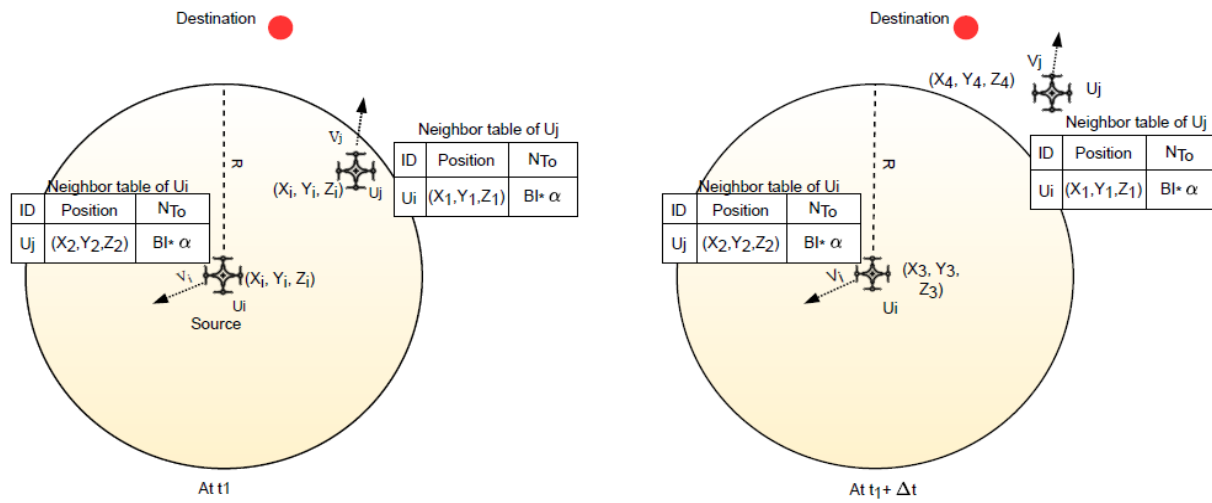 Destination
Vj
Neighbor table of Uj
ID Position NTo
Ui (X1,Y1,Z1) BI* α
R
(Xi, Yi, Zi)
Uj
Neighbor table of Ui
ID Position NTo
Uj (X2,Y2,Z2) BI* α
Vi
(Xi, Yi, Zi)
Ui
Source
At t1
Destination
Vj
(X4, Y4, Z4)
Uj
Neighbor table of Uj
ID Position NTo
Ui (X1,Y1,Z1) BI* α
R
Neighbor table of Ui
ID Position NTo
Uj (X2,Y2,Z2) BI* α
Vi
(X3, Y3,
Z3)
Ui
At t1+ Δt